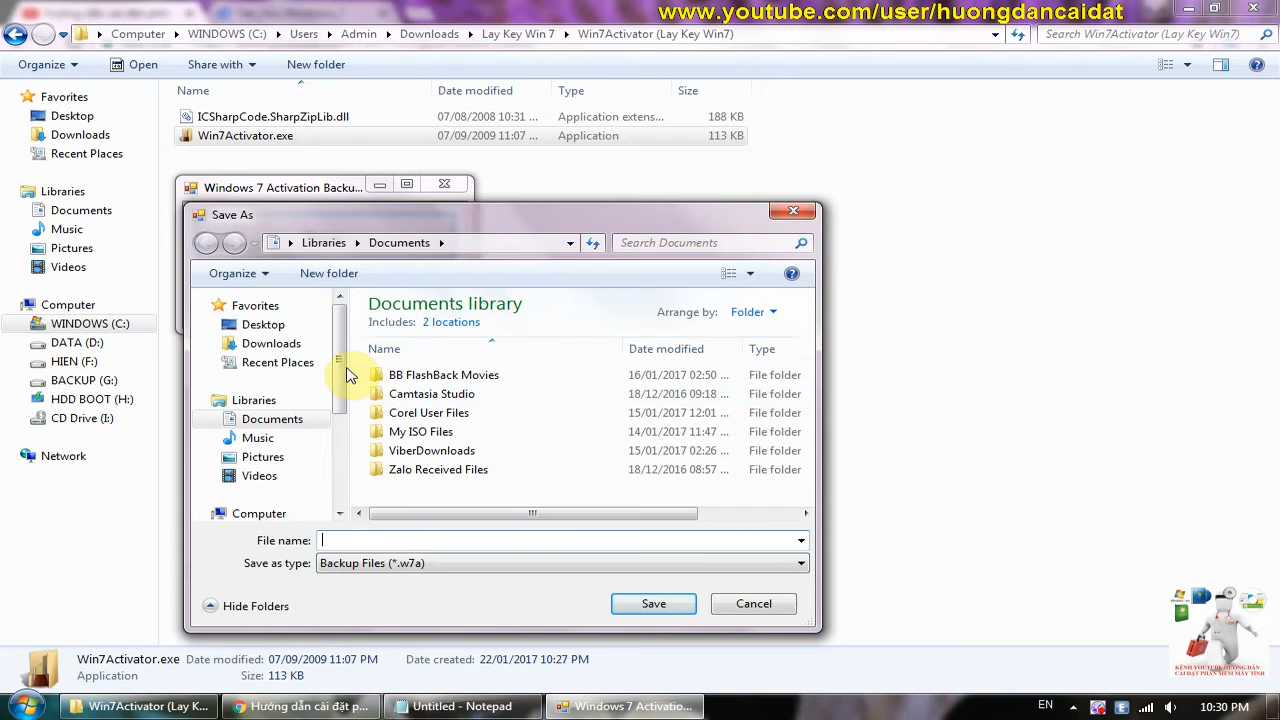 www.youtube.com/user/huongdancaidat
Computer WINDOWS (C:) Users Admin Downloads Lay Key Win 7 Win7Activator (Lay Key Win7)
Search Win7Activator (Lay Key Win7)
Organize Open Share with New folder
Name Date modified Type Size
ICSharpCode.SharpZipLib.dll 07/08/2008 10:31 ... Application extens... 188 KB
Win7Activator.exe 07/09/2009 11:07 ... Application 113 KB
Favorites
Desktop
Downloads
Recent Places
Libraries
Documents
Music
Pictures
Videos
Computer
WINDOWS (C:)
DATA (D:)
HIEN (F:)
BACKUP (G:)
HDD BOOT (H:)
CD Drive (I:)
Network
Windows 7 Activation Backu...
Save As
Libraries Documents
Search Documents
Organize New folder
Favorites
Desktop
Downloads
Recent Places
Libraries
Documents
Music
Pictures
Videos
Computer
Documents library
Includes: 2 locations
Arrange by: Folder
Name Date modified Type
BB FlashBack Movies 16/01/2017 02:50 ... File folder
Camtasia Studio 18/12/2016 09:18 ... File folder
Corel User Files 15/01/2017 12:01 ... File folder
My ISO Files 14/01/2017 11:47 ... File folder
ViberDownloads 15/01/2017 02:26 ... File folder
Zalo Received Files 18/12/2016 08:57 ... File folder
File name:
Save as type: Backup Files (*.w7a)
Hide Folders Save Cancel
KÊNH YOUTUBE HƯỚNG DẪN
CÀI ĐẶT PHẦN MỀM MÁY TÍNH
Win7Activator.exe Date modified: 07/09/2009 11:07 PM Date created: 22/01/2017 10:27 PM
Application Size: 113 KB
Win7Activator (Lay K... Hướng dẫn cài đặt p... Untitled - Notepad Windows 7 Activatio... EN 10:30 PM